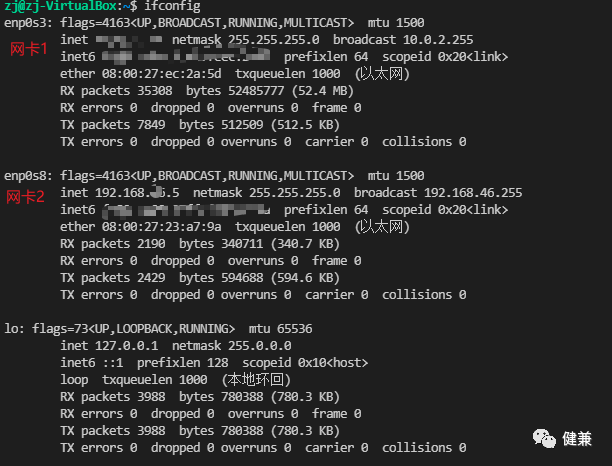 zj@zj-VirtualBox:~$ ifconfig
enp0s3: flags=4163<UP,BROADCAST,RUNNING,MULTICAST> mtu 1500
网卡1 inet netmask 255.255.255.0 broadcast 10.0.2.255
inet6 prefixlen 64 scopeid 0x20<link>
ether 08:00:27:ec:2a:5d txqueuelen 1000 (以太网)
RX packets 35308 bytes 52485777 (52.4 MB)
RX errors 0 dropped 0 overruns 0 frame 0
TX packets 7849 bytes 512509 (512.5 KB)
TX errors 0 dropped 0 overruns 0 carrier 0 collisions 0
enp0s8: flags=4163<UP,BROADCAST,RUNNING,MULTICAST> mtu 1500
网卡2 inet 192.168. .5 netmask 255.255.255.0 broadcast 192.168.46.255
inet6 prefixlen 64 scopeid 0x20<link>
ether 08:00:27:23:a7:9a txqueuelen 1000 (以太网)
RX packets 2190 bytes 340711 (340.7 KB)
RX errors 0 dropped 0 overruns 0 frame 0
TX packets 2429 bytes 594688 (594.6 KB)
TX errors 0 dropped 0 overruns 0 carrier 0 collisions 0
lo: flags=73<UP,LOOPBACK,RUNNING> mtu 65536
inet 127.0.0.1 netmask 255.0.0.0
inet6 ::1 prefixlen 128 scopeid 0x10<host>
loop txqueuelen 1000 (本地环回)
RX packets 3988 bytes 780388 (780.3 KB)
RX errors 0 dropped 0 overruns 0 frame 0
TX packets 3988 bytes 780388 (780.3 KB)
TX errors 0 dropped 0 overruns 0 carrier 0 collisions 0
健兼